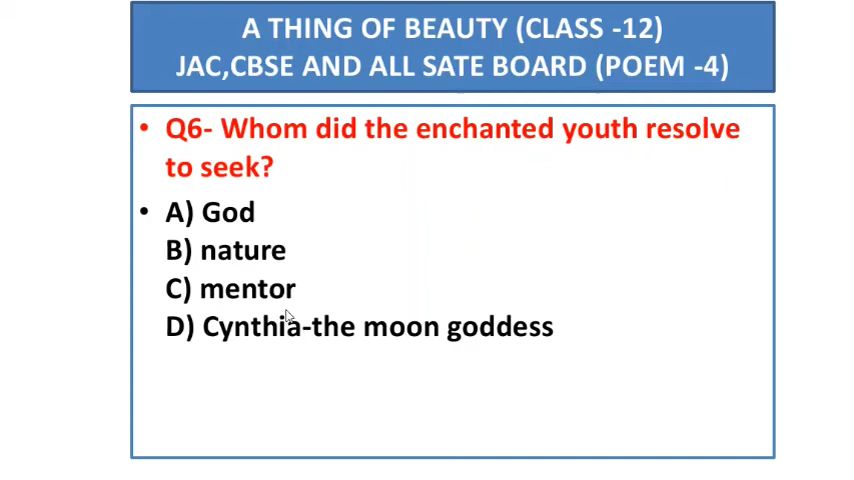 A THING OF BEAUTY (CLASS -12)
JAC,CBSE AND ALL SATE BOARD (POEM -4)
• Q6- Whom did the enchanted youth resolve
to seek?
• A) God
B) nature
C) mentor
D) Cynthia-the moon goddess